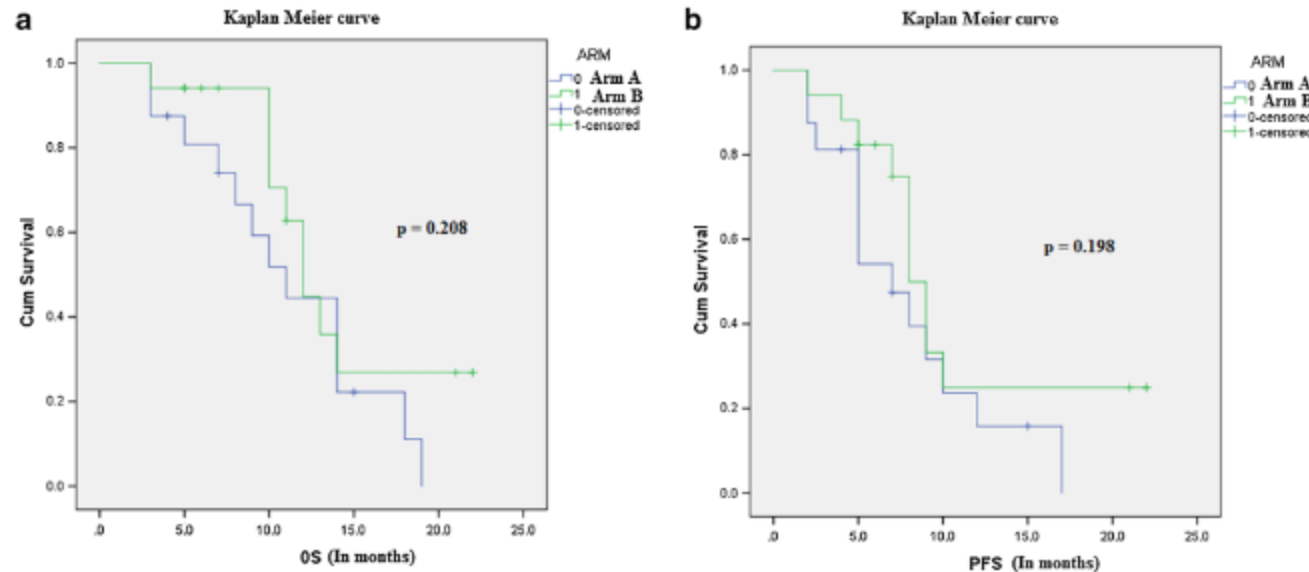 a
Kaplan Meier curve
ARM
0 Arm A
1 Arm B
0-censored
1-censored
1.0
0.8
0.6
0.4
0.2
0.0
Cum Survival
p = 0.208
.0 5.0 10.0 15.0 20.0 25.0
0S (In months)
b
Kaplan Meier curve
ARM
0 Arm A
1 Arm B
0-censored
1-censored
1.0
0.8
0.6
0.4
0.2
0.0
Cum Survival
p = 0.198
.0 5.0 10.0 15.0 20.0 25.0
PFS (In months)